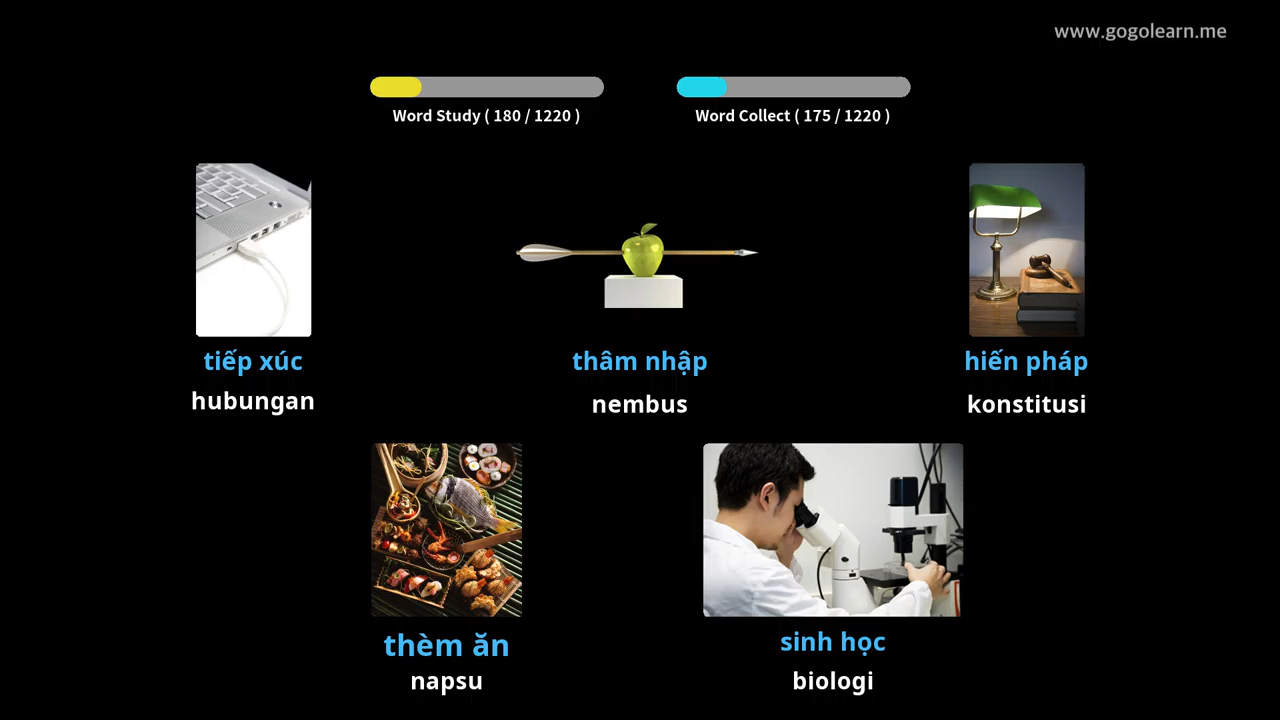 www.gogolearn.me
Word Study ( 180 / 1220 )
Word Collect ( 175 / 1220 )
tiếp xúc
hubungan
thâm nhập
nembus
hiến pháp
konstitusi
thèm ăn
napsu
sinh học
biologi